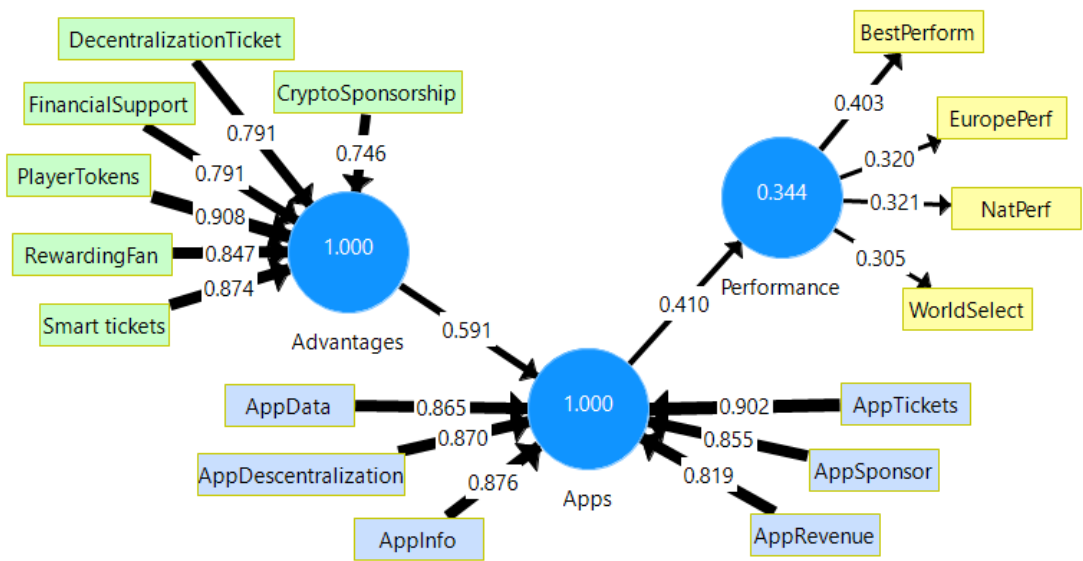 DecentralizationTicket
CryptoSponsorship
FinancialSupport
PlayerTokens
RewardingFan
Smart tickets
0.791
0.746
0.791
0.908
0.847
0.874
1.000
Advantages
0.591
BestPerform
EuropePerf
NatPerf
WorldSelect
0.403
0.320
0.321
0.305
0.344
Performance
0.410
AppData
AppDescentralization
AppInfo
0.865
0.870
0.876
1.000
Apps
0.902
0.855
0.819
AppTickets
AppSponsor
AppRevenue